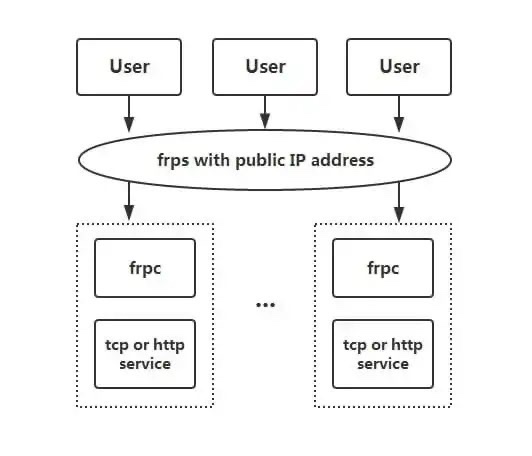 User
User
User
frps with public IP address
frpc
frpc
...
tcp or http
service
tcp or http
service